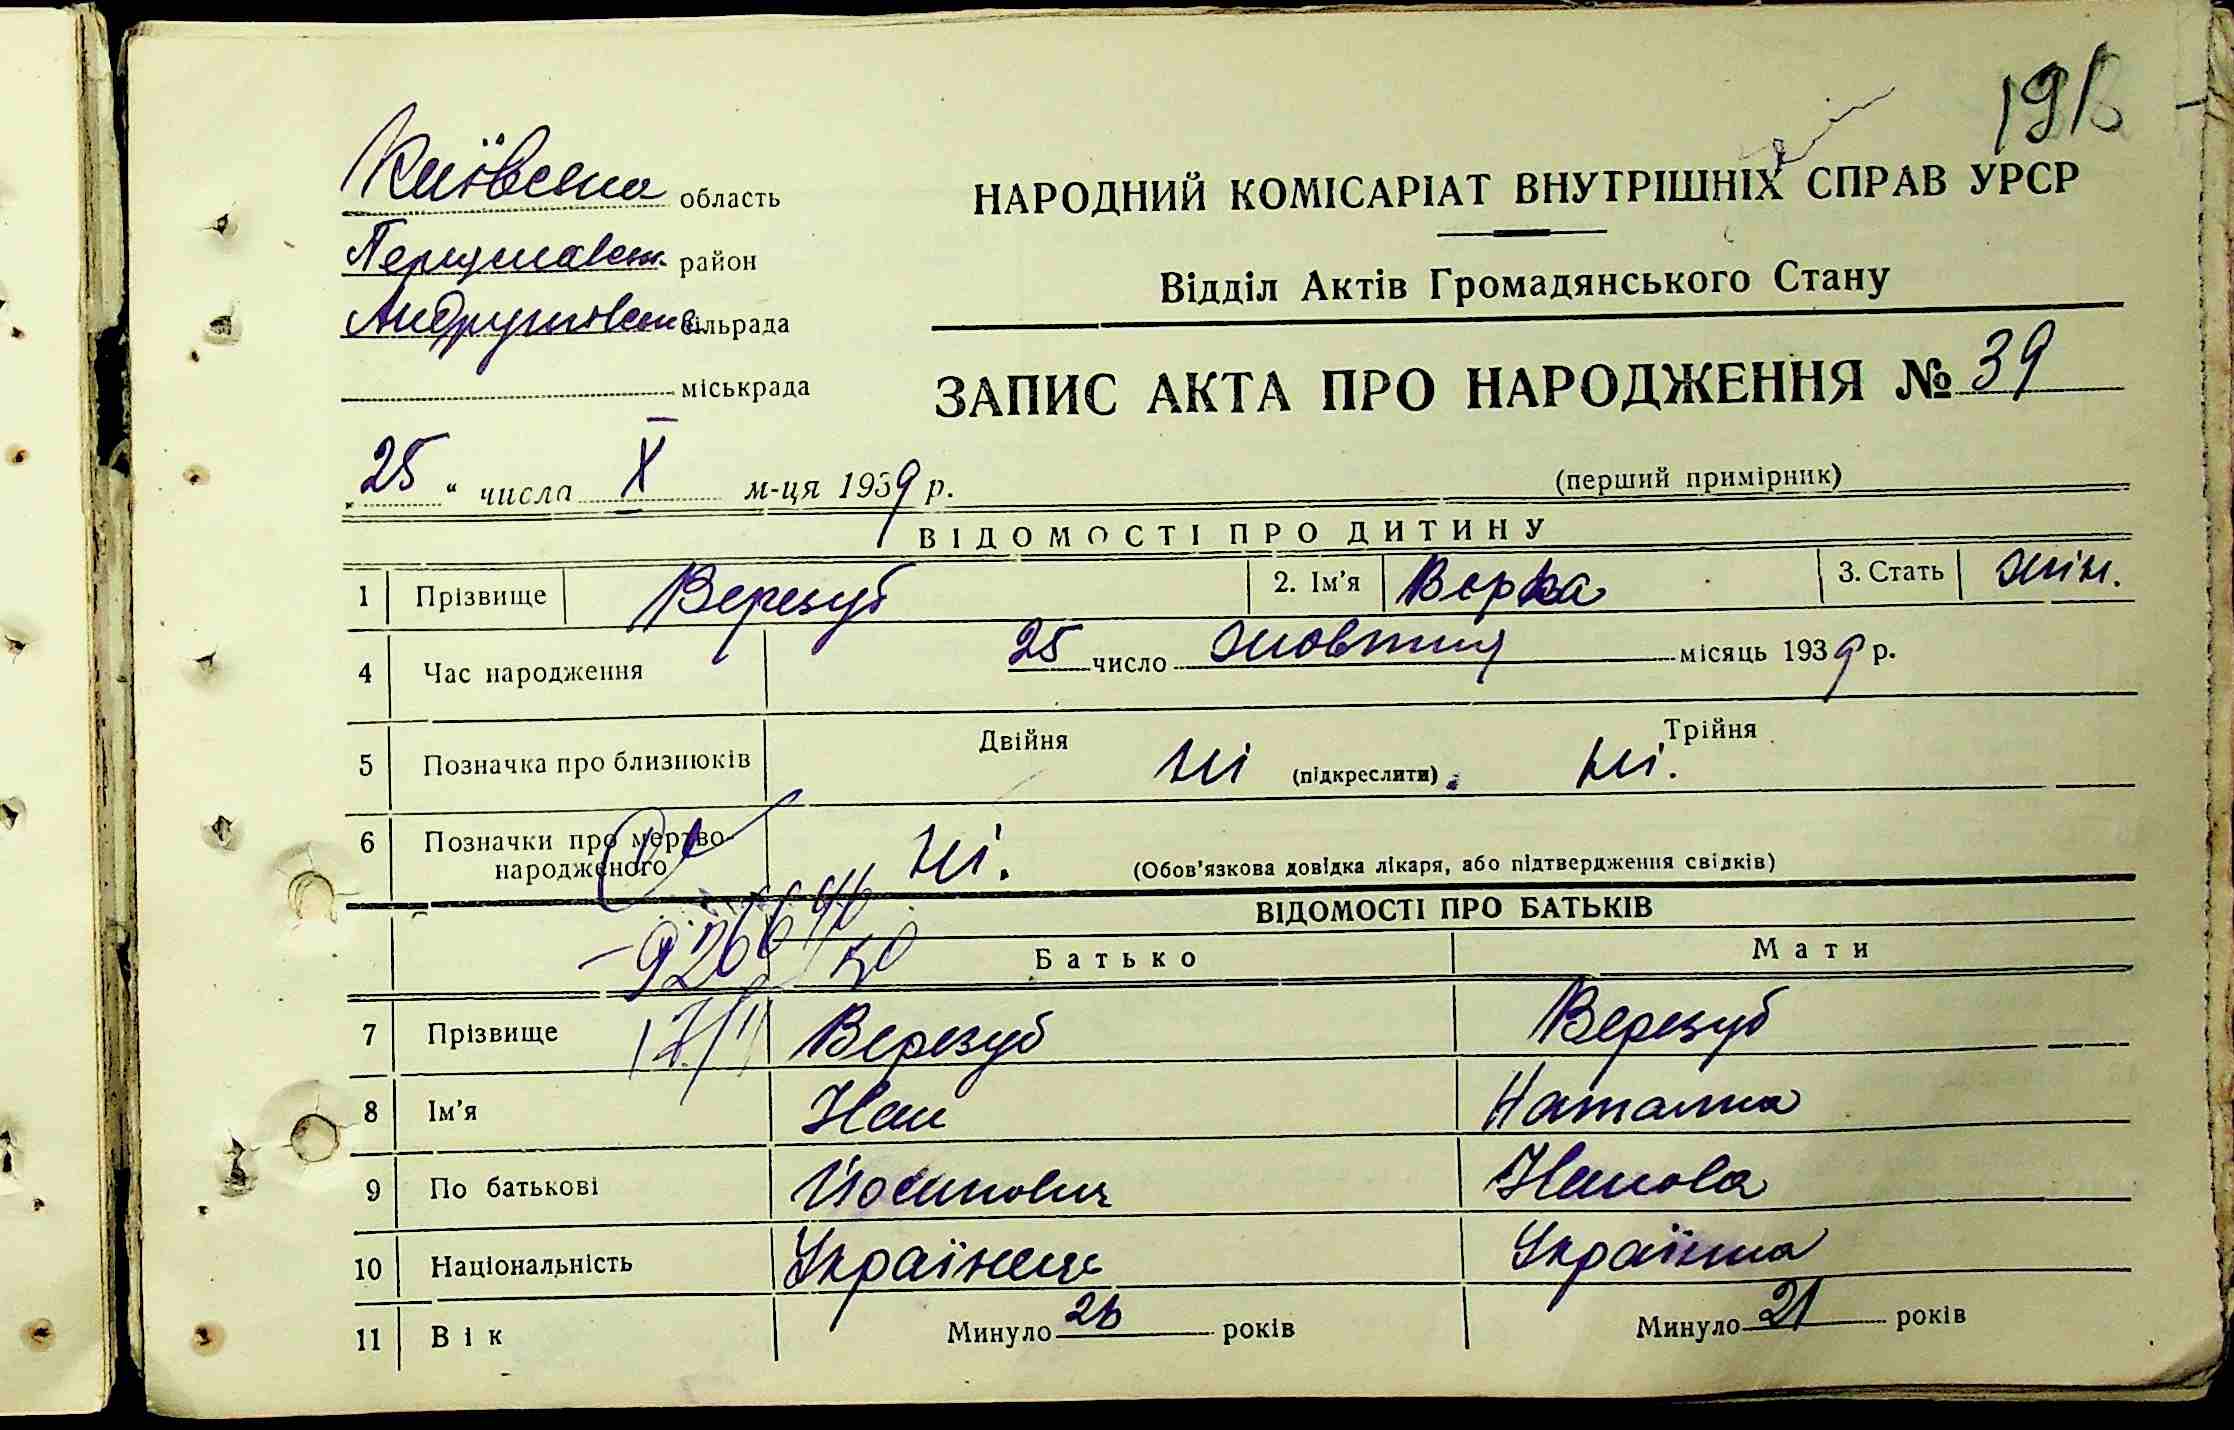 191
Київська область
Переяславськ. район
Андрушівськ. сільрада
міськрада
НАРОДНИЙ КОМІСАРІАТ ВНУТРІШНІХ СПРАВ УРСР
Відділ Актів Громадянського Стану
ЗАПИС АКТА ПРО НАРОДЖЕННЯ № 39
„25“ числа X м-ця 1939 р.
(перший примірник)
ВІДОМОСТІ ПРО ДИТИНУ
1 Прізвище Верезуб 2. Ім'я Вєрка 3. Стать жін.
4 Час народження 25 число жовтня місяць 1939 р.
5 Позначка про близнюків Двійня ні (підкреслити) Трійня ні.
6 Позначки про мертво-
народженого ні. (Обов'язкова довідка лікаря, або підтвердження свідків)
ВІДОМОСТІ ПРО БАТЬКІВ
Батько Мати
7 Прізвище Верезуб Верезуб
8 Ім'я Іван Наталка
9 По батькові Йосипович Іванова
10 Національність Українець Українка
11 Вік Минуло 26 років Минуло 21 років